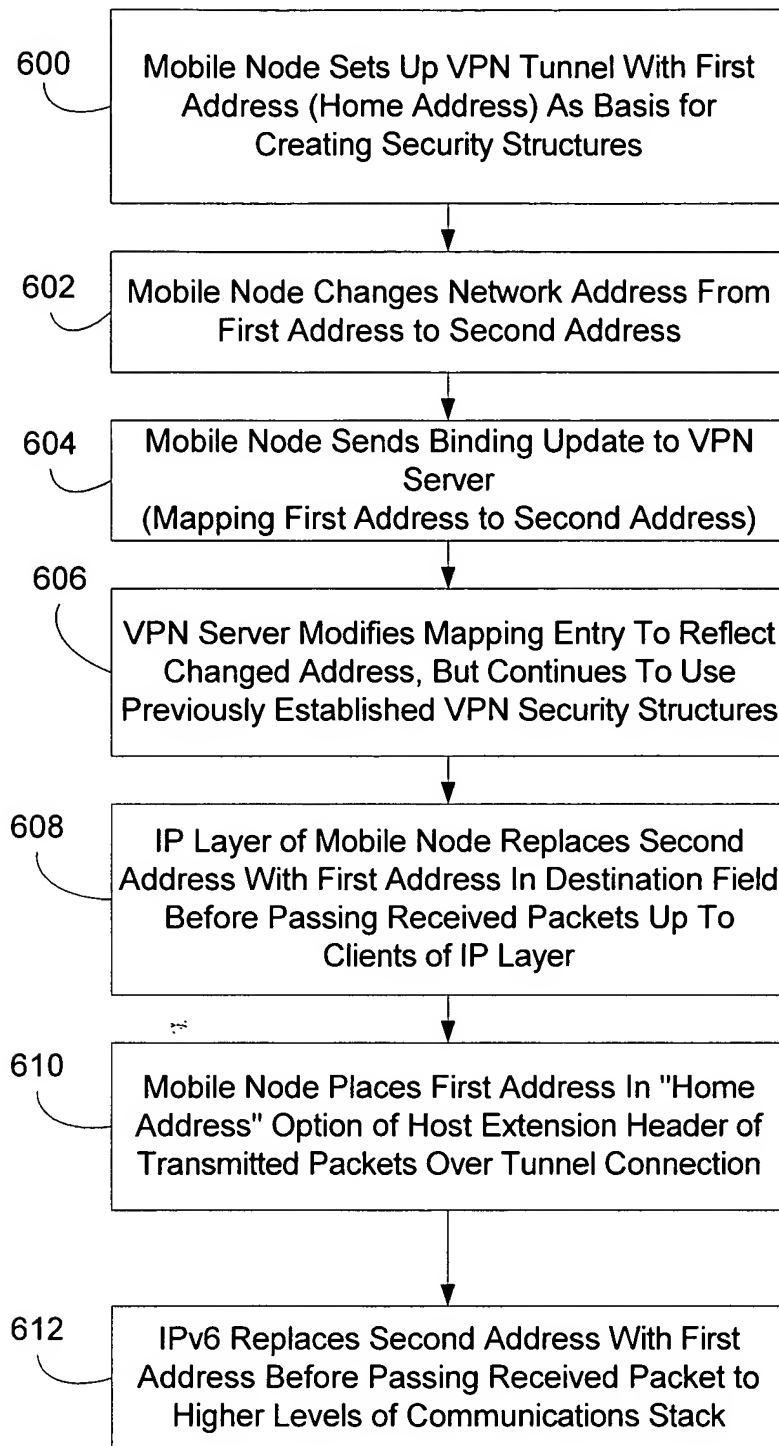 600
Mobile Node Sets Up VPN Tunnel With First
Address (Home Address) As Basis for
Creating Security Structures
602
Mobile Node Changes Network Address From
First Address to Second Address
604
Mobile Node Sends Binding Update to VPN
Server
(Mapping First Address to Second Address)
606
VPN Server Modifies Mapping Entry To Reflect
Changed Address, But Continues To Use
Previously Established VPN Security Structures
608
IP Layer of Mobile Node Replaces Second
Address With First Address In Destination Field
Before Passing Received Packets Up To
Clients of IP Layer
610
Mobile Node Places First Address In "Home
Address" Option of Host Extension Header of
Transmitted Packets Over Tunnel Connection
612
IPv6 Replaces Second Address With First
Address Before Passing Received Packet to
Higher Levels of Communications Stack